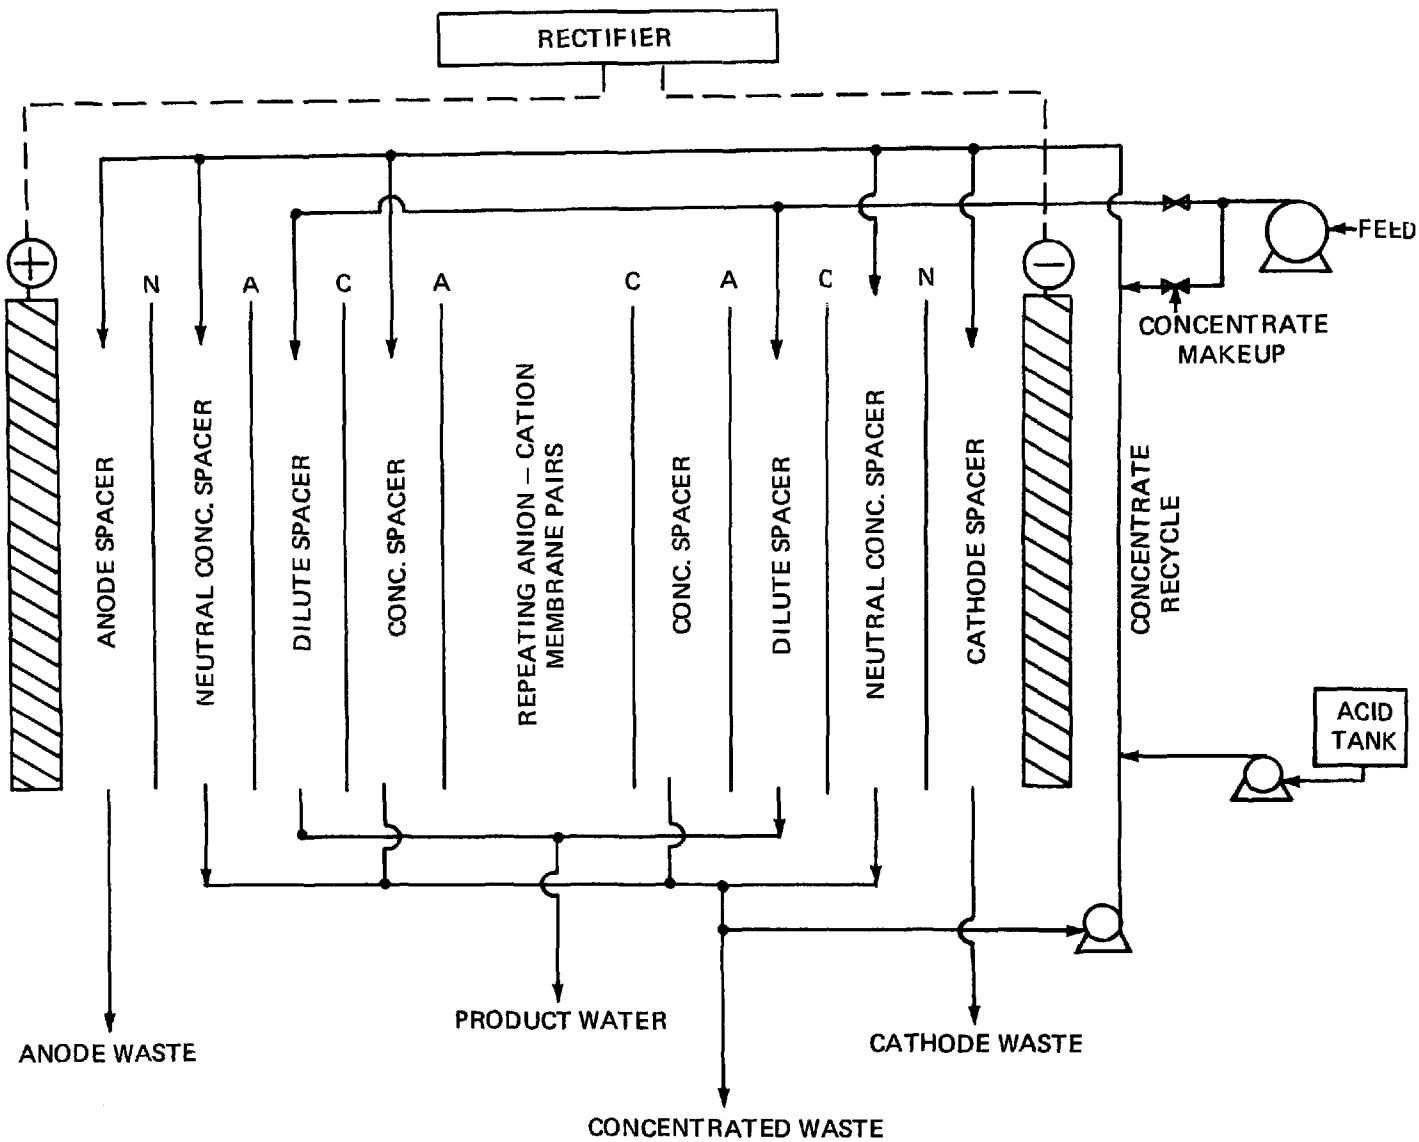 RECTIFIER
+
−
FEED
CONCENTRATE
MAKEUP
N
A
C
A
C
A
C
N
ANODE SPACER
NEUTRAL CONC. SPACER
DILUTE SPACER
CONC. SPACER
REPEATING ANION – CATION
MEMBRANE PAIRS
CONC. SPACER
DILUTE SPACER
NEUTRAL CONC. SPACER
CATHODE SPACER
CONCENTRATE
RECYCLE
ACID
TANK
PRODUCT WATER
ANODE WASTE
CATHODE WASTE
CONCENTRATED WASTE